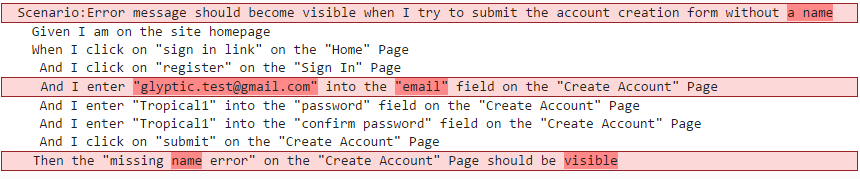 Scenario:Error message should become visible when I try to submit the account creation form without a name
Given I am on the site homepage
When I click on "sign in link" on the "Home" Page
And I click on "register" on the "Sign In" Page
And I enter "glyptic.test@gmail.com" into the "email" field on the "Create Account" Page
And I enter "Tropical1" into the "password" field on the "Create Account" Page
And I enter "Tropical1" into the "confirm password" field on the "Create Account" Page
And I click on "submit" on the "Create Account" Page
Then the "missing name error" on the "Create Account" Page should be visible